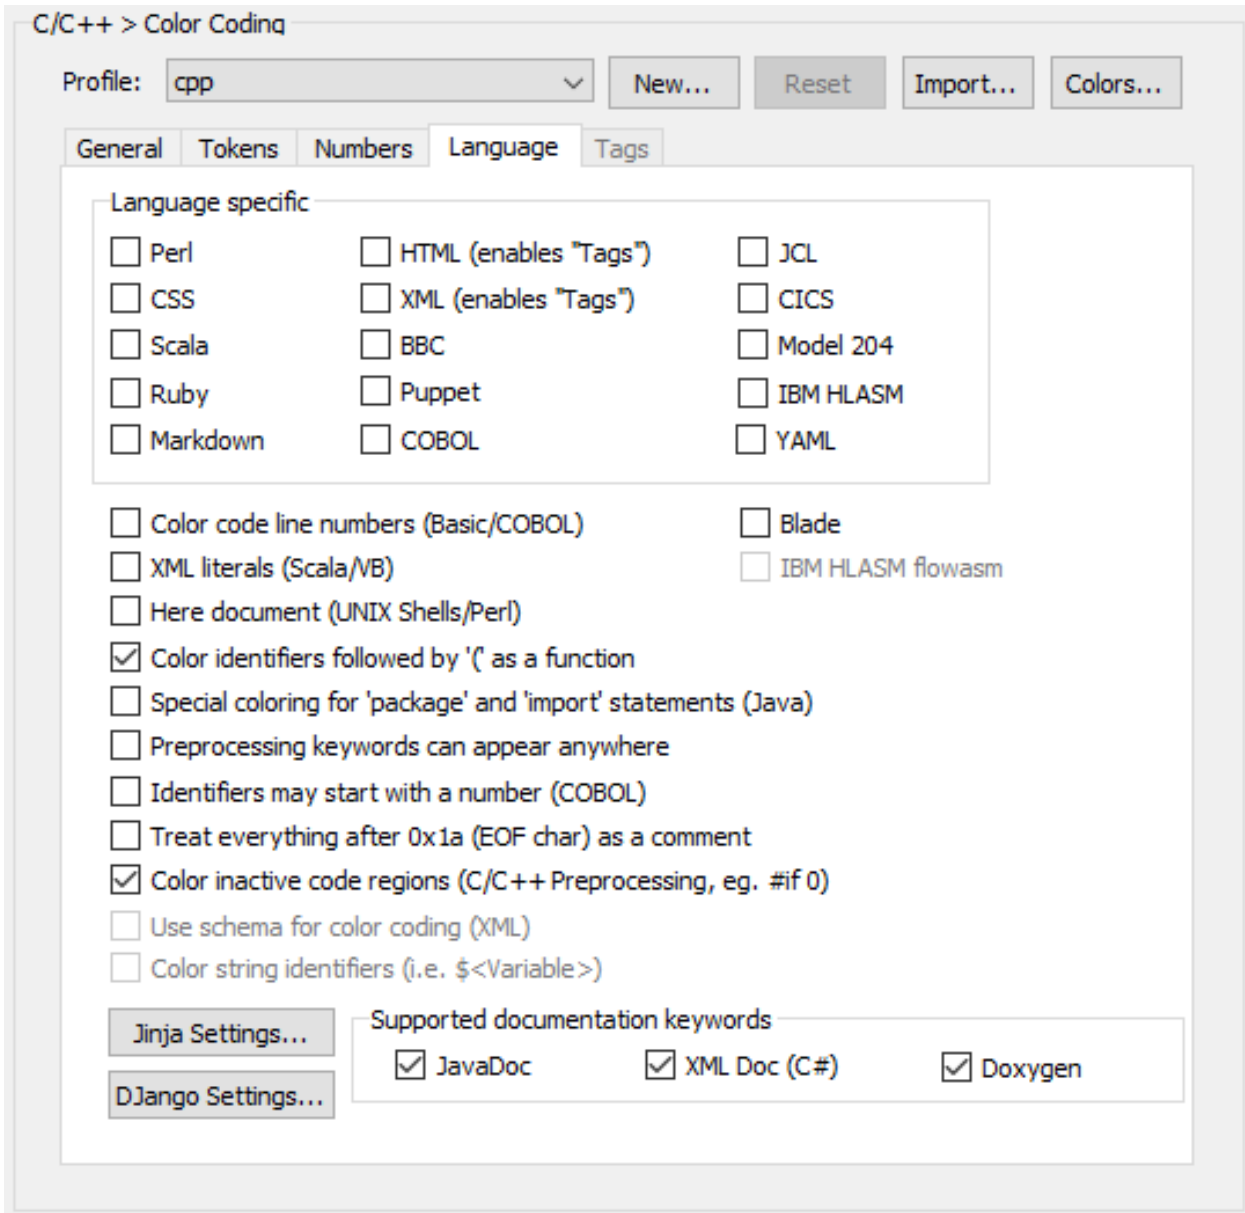 C/C++ > Color Coding
Profile: cpp New... Reset Import... Colors...
General Tokens Numbers Language Tags
Language specific
Perl HTML (enables "Tags") JCL
CSS XML (enables "Tags") CICS
Scala BBC Model 204
Ruby Puppet IBM HLASM
Markdown COBOL YAML
Color code line numbers (Basic/COBOL) Blade
XML literals (Scala/VB) IBM HLASM flowasm
Here document (UNIX Shells/Perl)
Color identifiers followed by '(' as a function
Special coloring for 'package' and 'import' statements (Java)
Preprocessing keywords can appear anywhere
Identifiers may start with a number (COBOL)
Treat everything after 0x1a (EOF char) as a comment
Color inactive code regions (C/C++ Preprocessing, eg. #if 0)
Use schema for color coding (XML)
Color string identifiers (i.e. $<Variable>)
Jinja Settings... Supported documentation keywords
JavaDoc XML Doc (C#) Doxygen
DJango Settings...